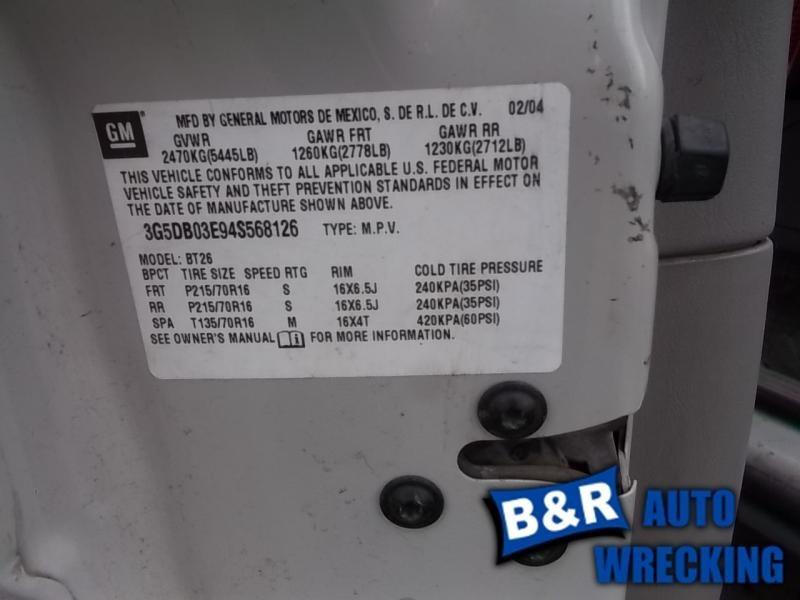 GM
MFD BY GENERAL MOTORS DE MEXICO, S. DE R.L. DE C.V. 02/04
GVWR GAWR FRT GAWR RR
2470KG(5445LB) 1260KG(2778LB) 1230KG(2712LB)
THIS VEHICLE CONFORMS TO ALL APPLICABLE U.S. FEDERAL MOTOR
VEHICLE SAFETY AND THEFT PREVENTION STANDARDS IN EFFECT ON
THE DATE OF MANUFACTURE SHOWN ABOVE.
3G5DB03E94S568126 TYPE: M.P.V.
MODEL: BT26
BPCT TIRE SIZE SPEED RTG RIM COLD TIRE PRESSURE
FRT P215/70R16 S 16X6.5J 240KPA(35PSI)
RR P215/70R16 S 16X6.5J 240KPA(35PSI)
SPA T135/70R16 M 16X4T 420KPA(60PSI)
SEE OWNER'S MANUAL i FOR MORE INFORMATION.
B&R AUTO
WRECKING